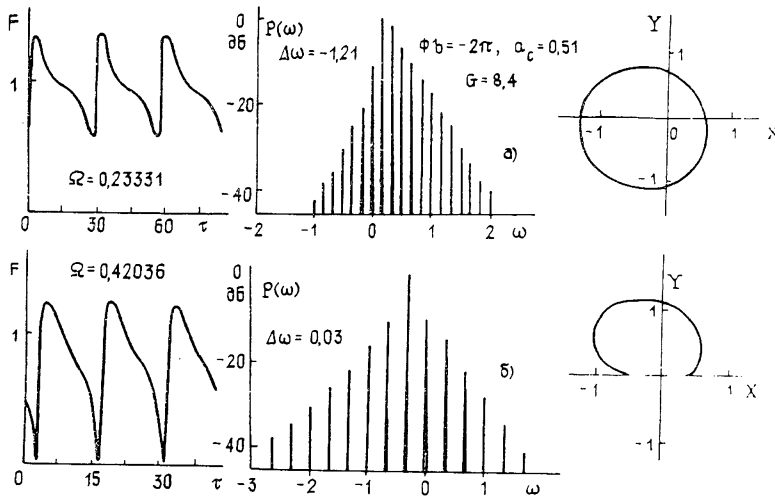 F
1
Ω=0,23331
0 30 60 τ
0
дб
-20
-40
P(ω)
Δω=-1,21
Φb=-2π, a_c=0,51
G=8,4
а)
-2 -1 0 1 2 ω
Y
1
-1 0 1 X
-1
F
1
Ω=0,42036
0 15 30 τ
0
дб
-20
-40
P(ω)
Δω=0,03
б)
-3 -2 -1 0 1 ω
Y
1
-1 1 X
-1